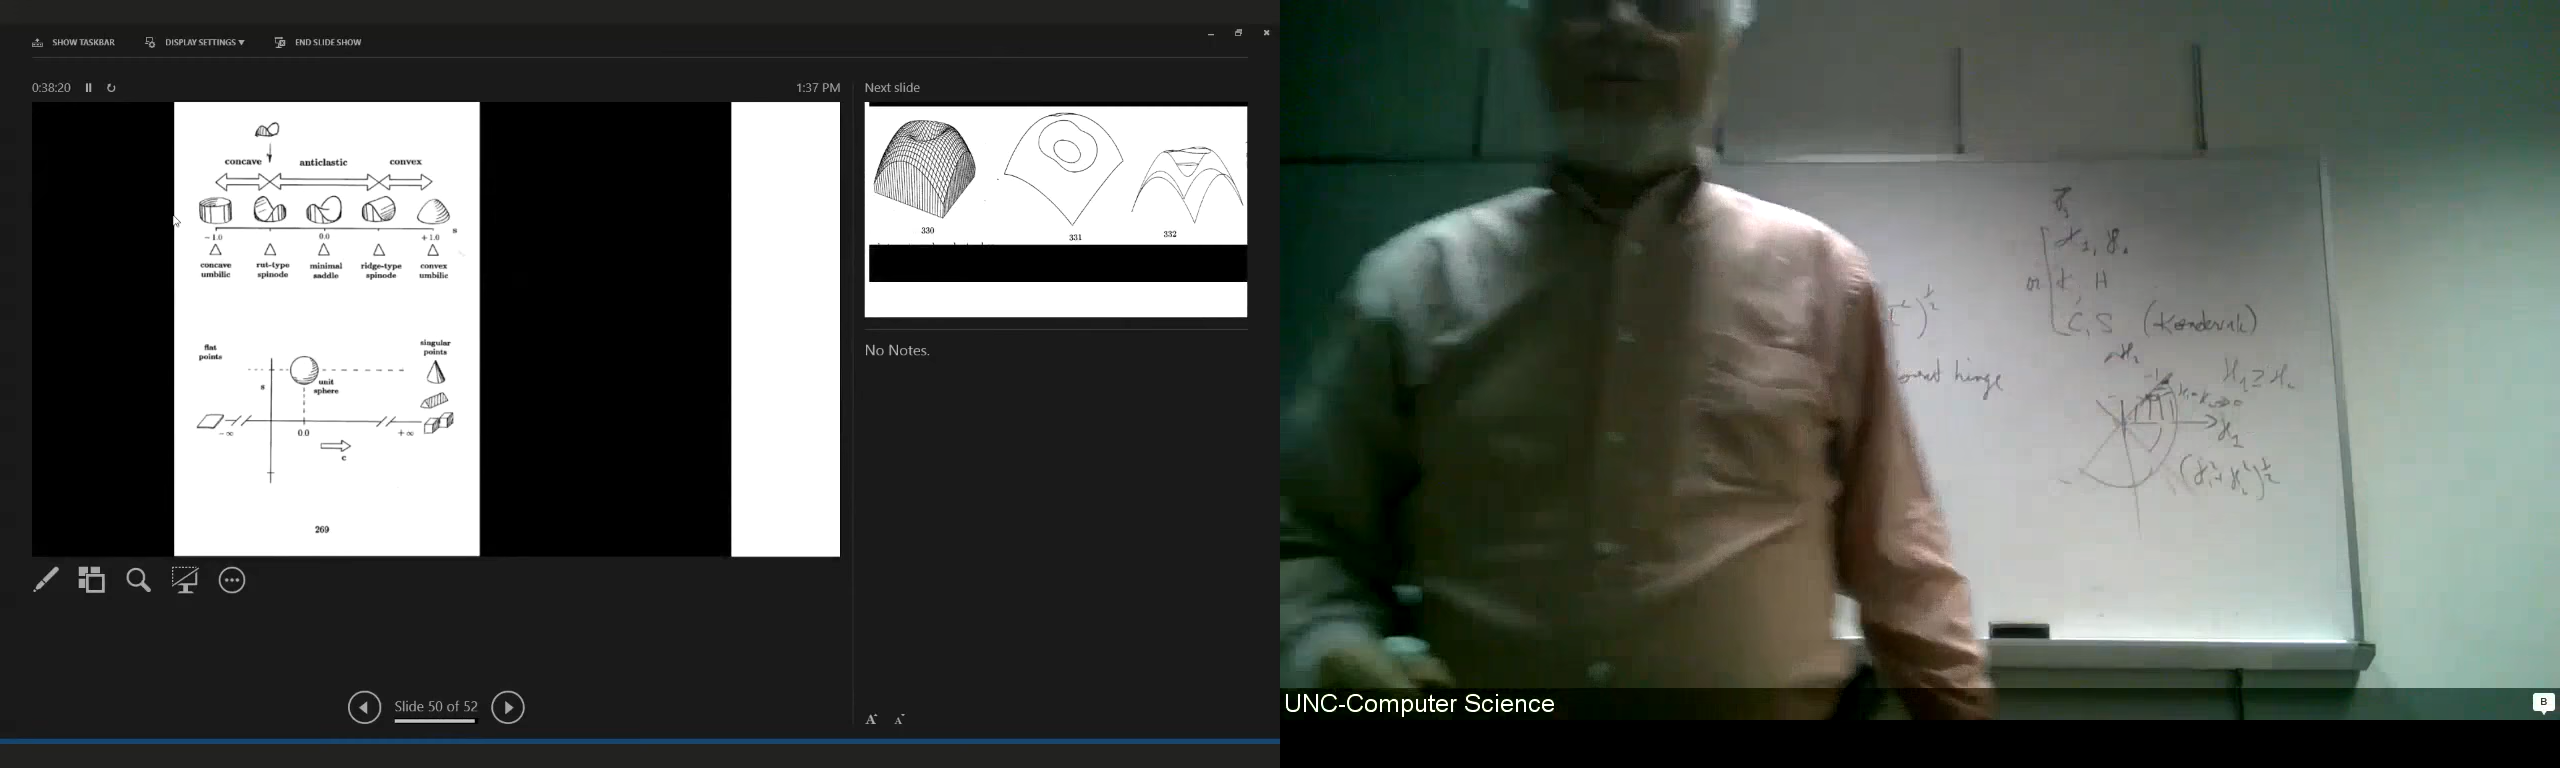 SHOW TASKBAR DISPLAY SETTINGS ▼ END SLIDE SHOW
0:38:20 1:37 PM
concave anticlastic convex
s
-1.0 0.0 +1.0
concave umbilic rut-type spinode minimal saddle ridge-type spinode convex umbilic
flat points
singular points
s
unit sphere
-∞ 0.0 +∞
c
269
Slide 50 of 52
Next slide
330 331 332
No Notes.
A A
or K H
C, S
hinge
UNC-Computer Science
B